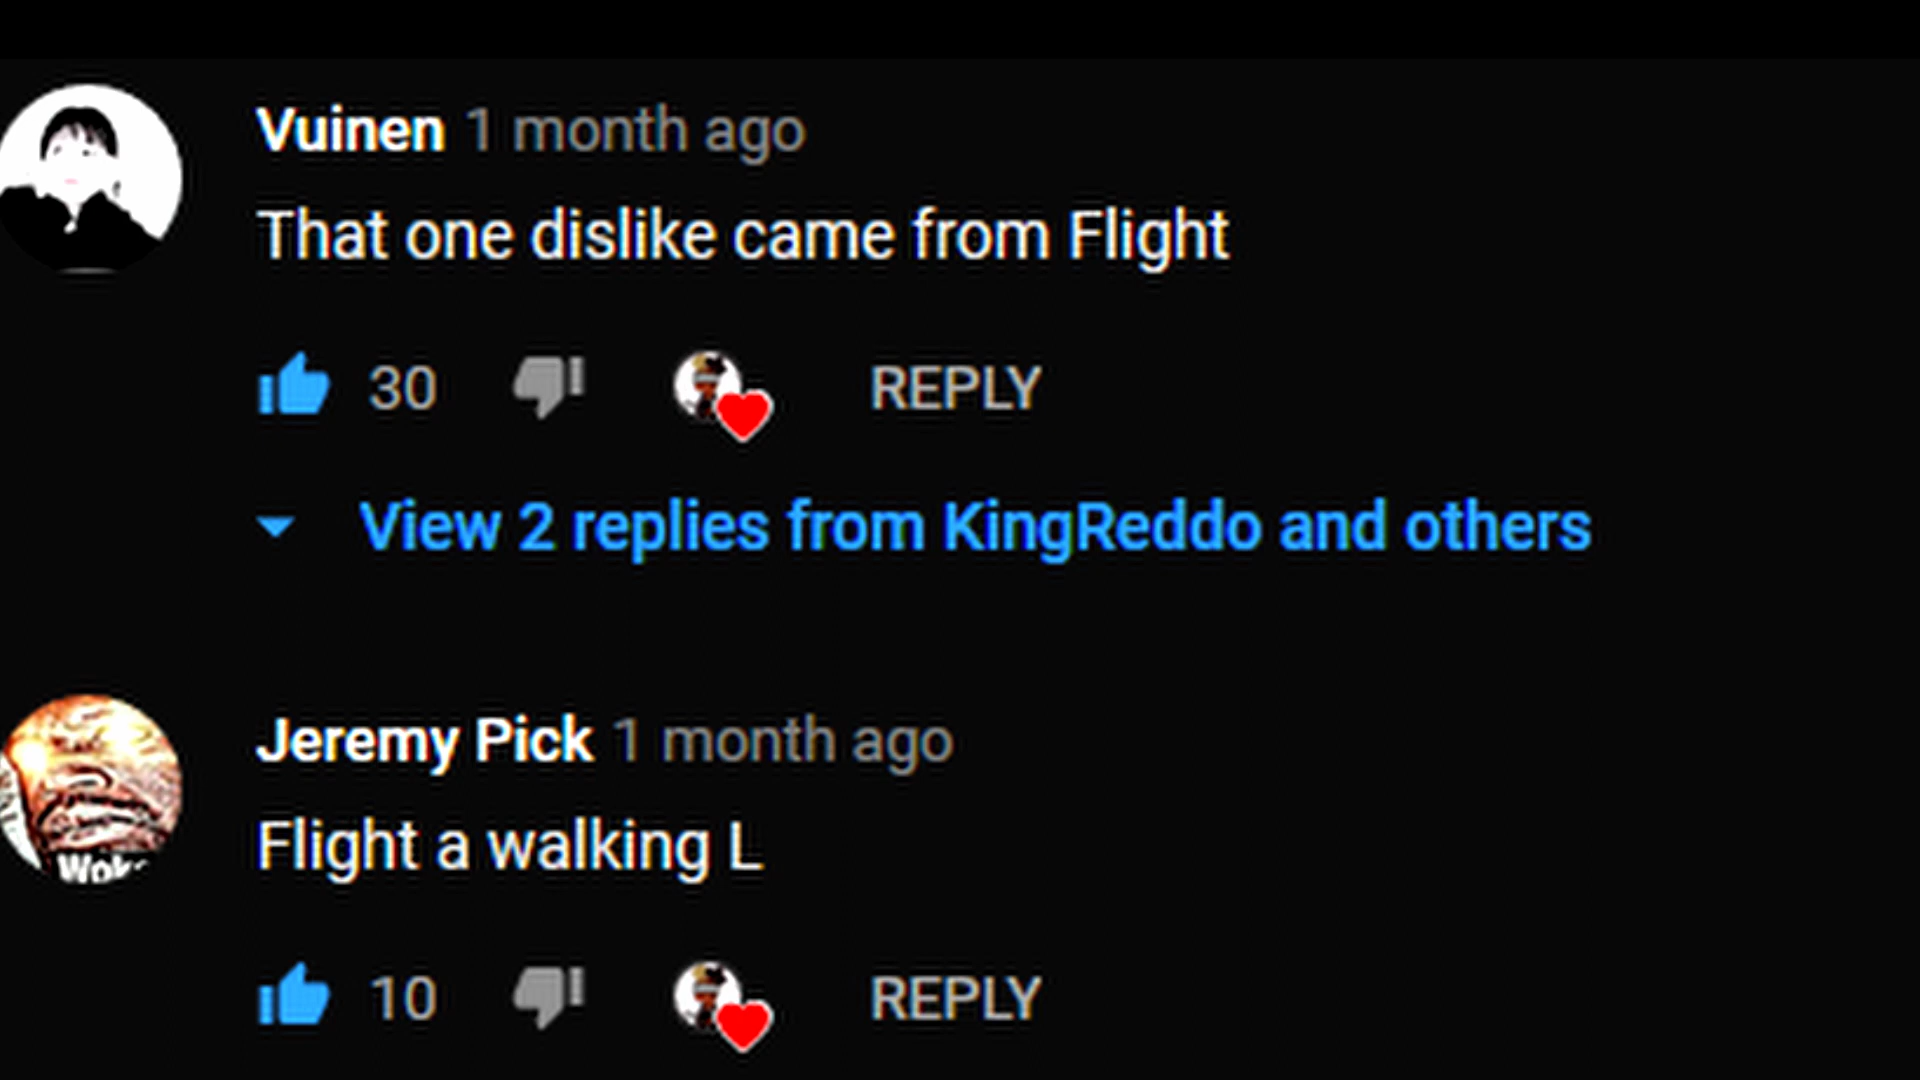 Vuinen 1 month ago
That one dislike came from Flight
30 REPLY
View 2 replies from KingReddo and others
Jeremy Pick 1 month ago
Flight a walking L
10 REPLY